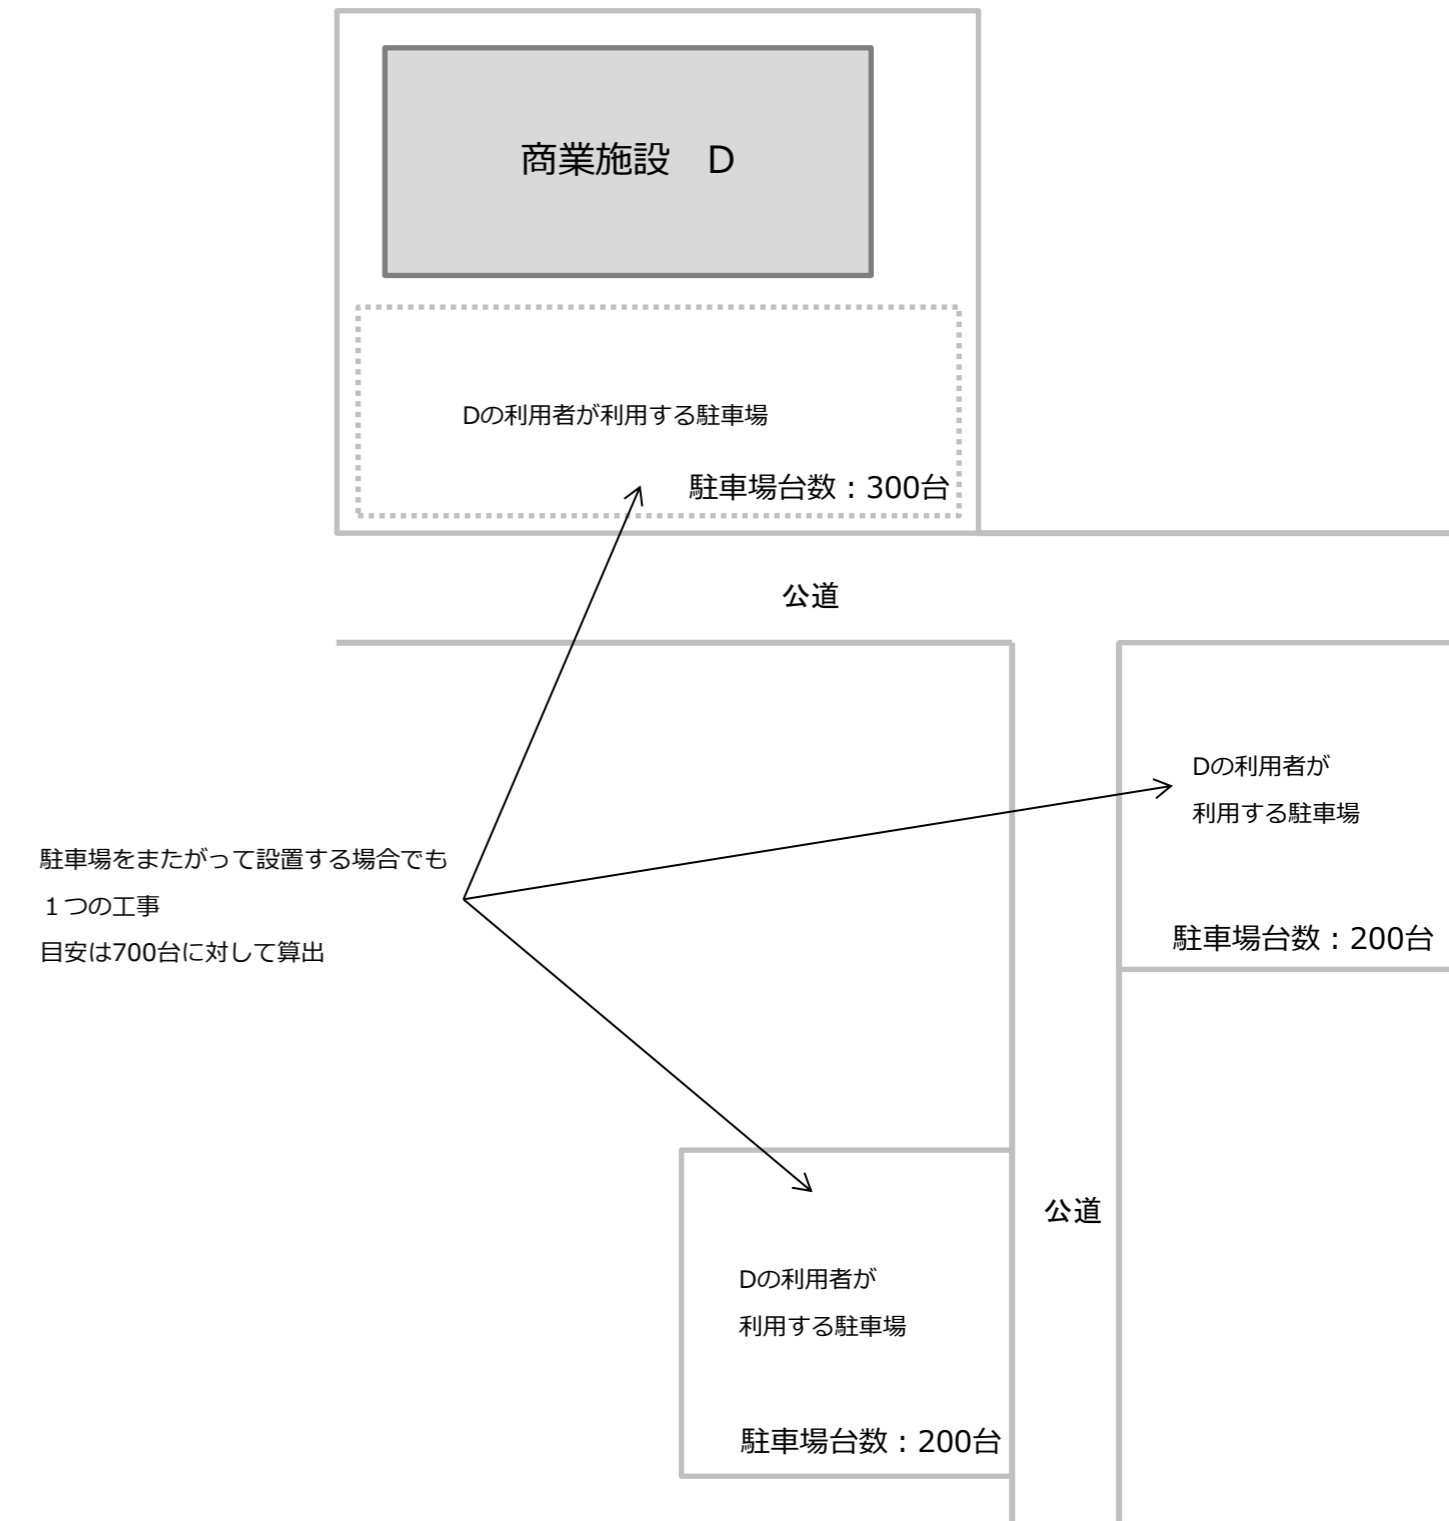 商業施設　D
Dの利用者が利用する駐車場
駐車場台数：300台
公道
Dの利用者が
利用する駐車場
駐車場台数：200台
駐車場をまたがって設置する場合でも
１つの工事
目安は700台に対して算出
公道
Dの利用者が
利用する駐車場
駐車場台数：200台